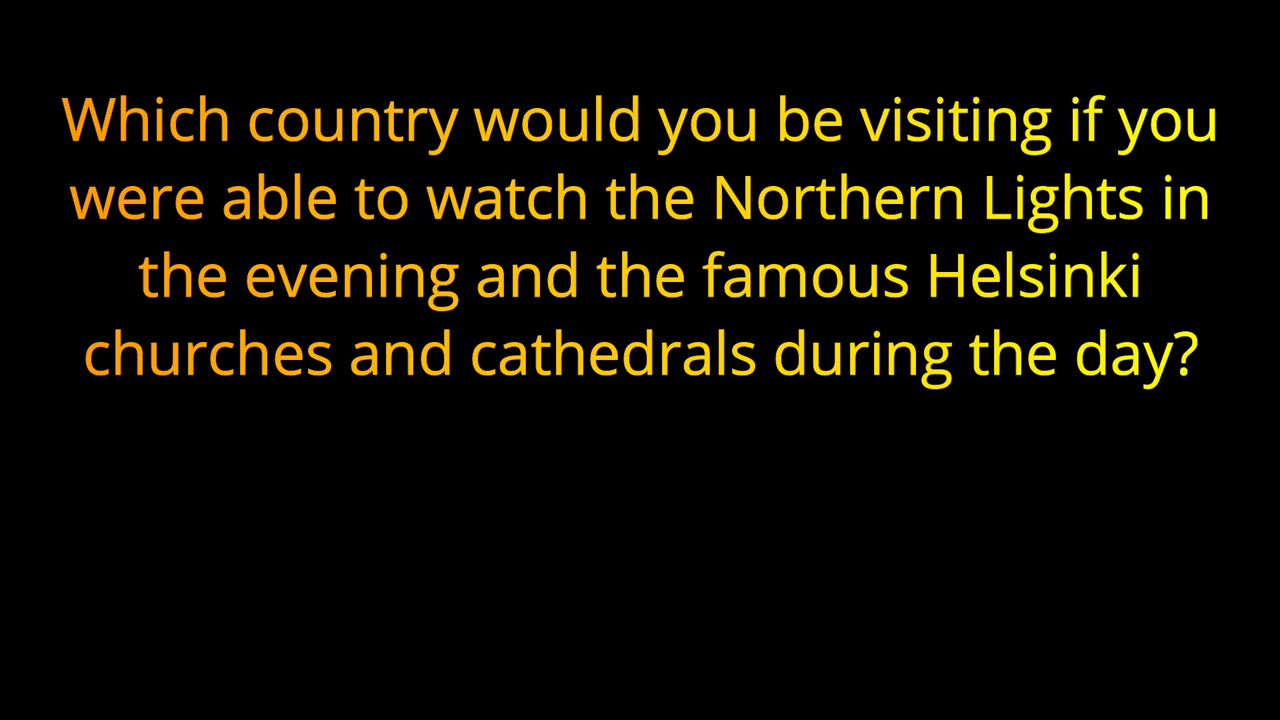 Which country would you be visiting if you
were able to watch the Northern Lights in
the evening and the famous Helsinki
churches and cathedrals during the day?